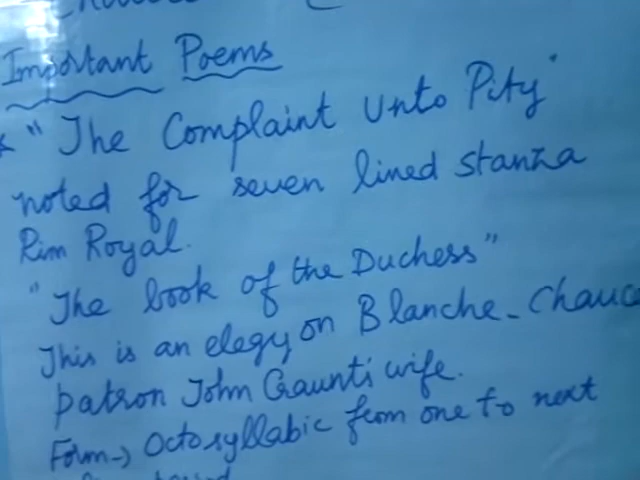 Important Poems
* "The Complaint Unto Pity"
noted for seven lined stanza
Rim Royal.
"The book of the Duchess"
This is an elegy on Blanche - Chauce
patron John Gaunt's wife.
Form → Octosyllabic from one to next